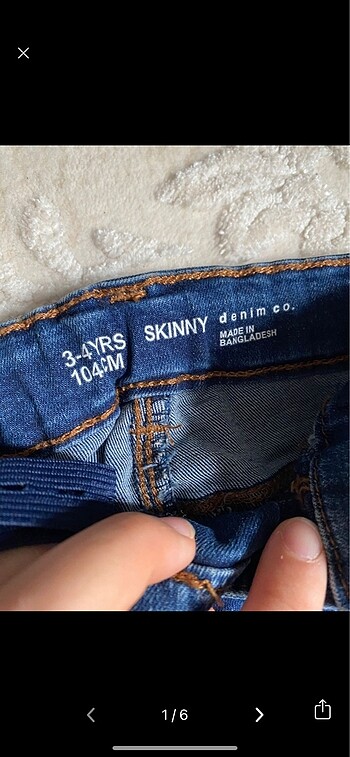 3-4YRS
104CM
SKINNY
denim co.
MADE IN
BANGLADESH
1/6